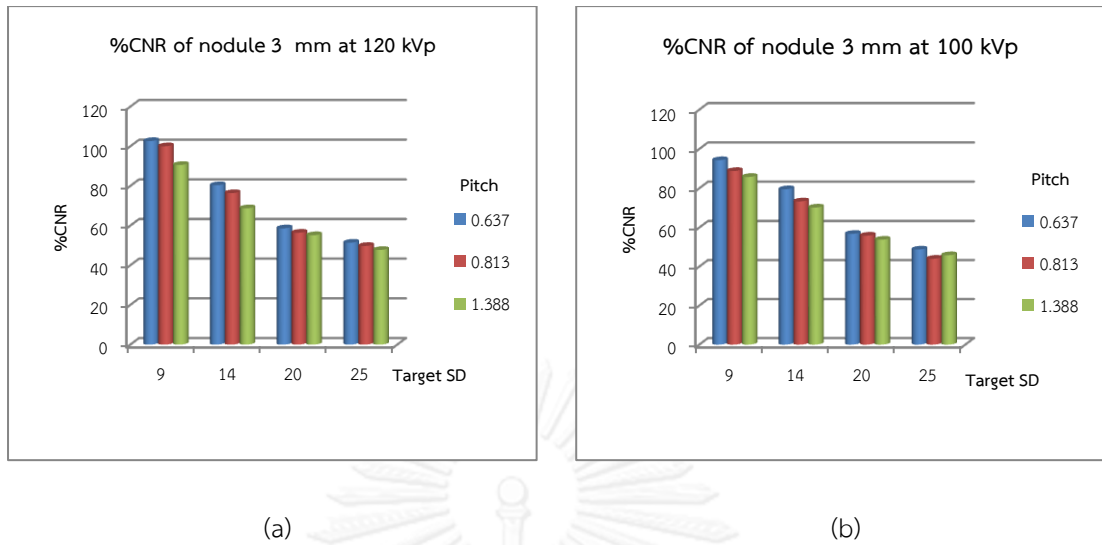 %CNR of nodule 3 mm at 120 kVp
120
100
80
60
40
20
0
%CNR
9 14 20 25 Target SD
Pitch
0.637
0.813
1.388
(a)
%CNR of nodule 3 mm at 100 kVp
120
100
80
60
40
20
0
%CNR
9 14 20 25 Target SD
Pitch
0.637
0.813
1.388
(b)